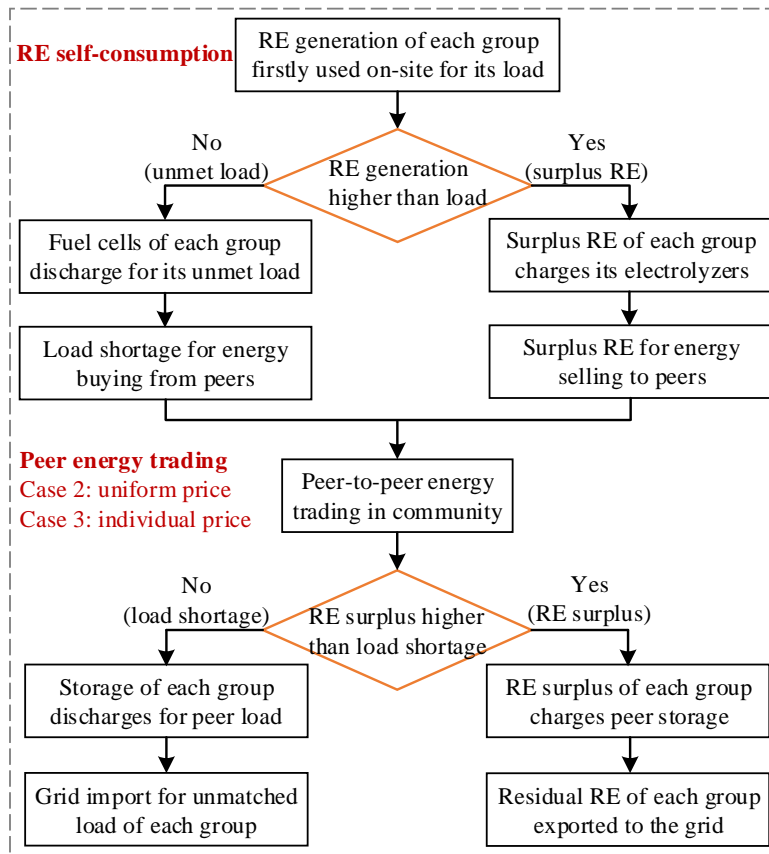 RE self-consumption
RE generation of each group
firstly used on-site for its load
No
(unmet load)
Yes
(surplus RE)
RE generation
higher than load
Fuel cells of each group
discharge for its unmet load
Surplus RE of each group
charges its electrolyzers
Load shortage for energy
buying from peers
Surplus RE for energy
selling to peers
Peer energy trading
Case 2: uniform price
Case 3: individual price
Peer-to-peer energy
trading in community
No
(load shortage)
Yes
(RE surplus)
RE surplus higher
than load shortage
Storage of each group
discharges for peer load
RE surplus of each group
charges peer storage
Grid import for unmatched
load of each group
Residual RE of each group
exported to the grid